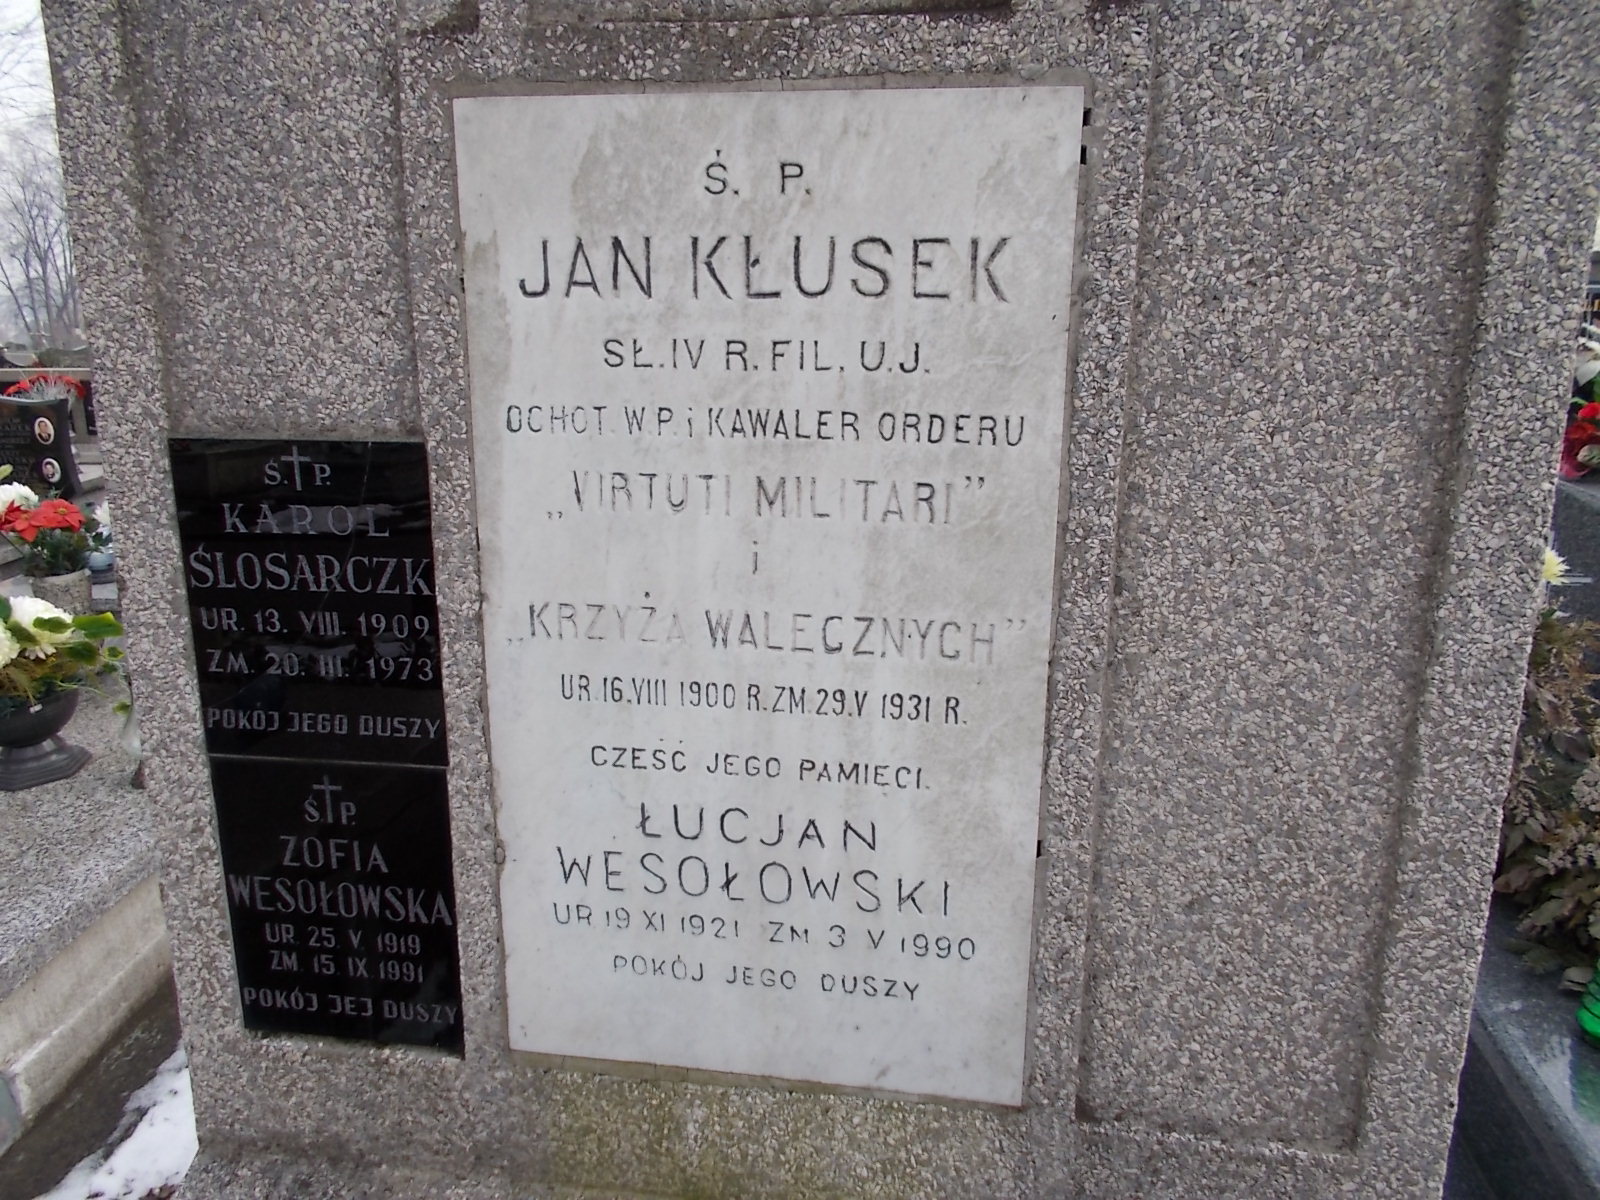 Ś. P.
JAN KŁUSEK
SŁ. IV R. FIL. U.J.
OCHOT. W.P. i KAWALER ORDERU
„VIRTUTI MILITARI”
i
„KRZYŻA WALECZNYCH”
UR. 16. VIII 1900 R. ZM. 29. V 1931 R.
CZEŚĆ JEGO PAMIĘCI.
ŁUCJAN
WESOŁOWSKI
UR 19 XI 1921 ZM 3 V 1990
POKÓJ JEGO DUSZY
Ś. P.
KAROL
ŚLOSARCZK
UR. 13. VIII. 1909
ZM. 20. III. 1973
POKÓJ JEGO DUSZY
Ś P.
ZOFIA
WESOŁOWSKA
UR. 25. V. 1919
ZM. 15. IX. 1991
POKÓJ JEJ DUSZY